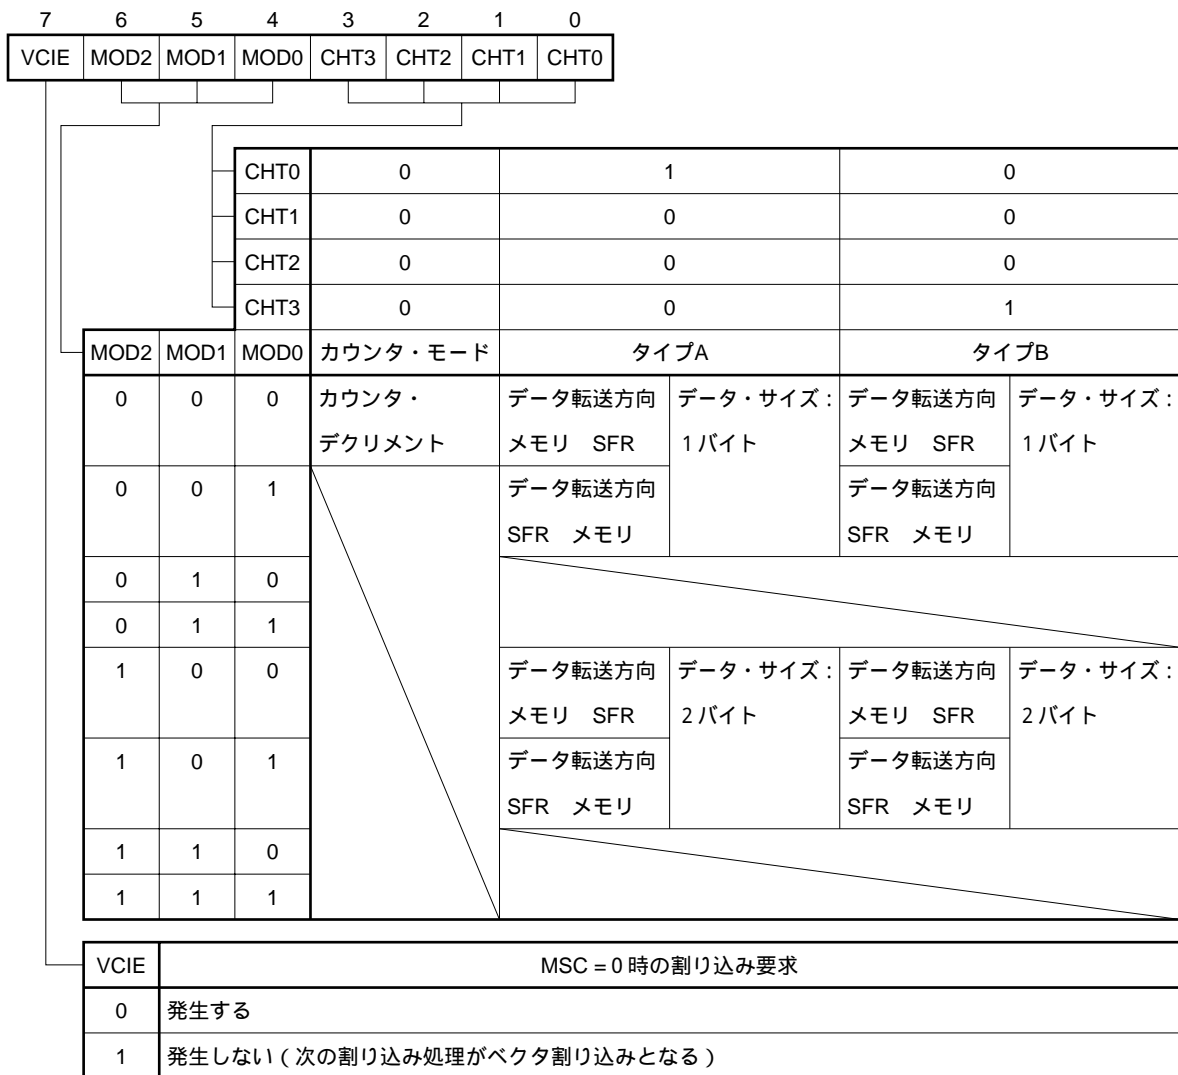 7 6 5 4 3 2 1 0
VCIE MOD2 MOD1 MOD0 CHT3 CHT2 CHT1 CHT0
CHT0 0 1 0
CHT1 0 0 0
CHT2 0 0 0
CHT3 0 0 1
MOD2 MOD1 MOD0 カウンタ・モード タイプA タイプB
0 0 0 カウンタ・ データ転送方向 データ・サイズ: データ転送方向 データ・サイズ:
デクリメント メモリ SFR 1バイト メモリ SFR 1バイト
0 0 1 データ転送方向 データ転送方向
SFR メモリ SFR メモリ
0 1 0
0 1 1
1 0 0 データ転送方向 データ・サイズ: データ転送方向 データ・サイズ:
メモリ SFR 2バイト メモリ SFR 2バイト
1 0 1 データ転送方向 データ転送方向
SFR メモリ SFR メモリ
1 1 0
1 1 1
VCIE MSC = 0 時の割り込み要求
0 発生する
1 発生しない(次の割り込み処理がベクタ割り込みとなる)